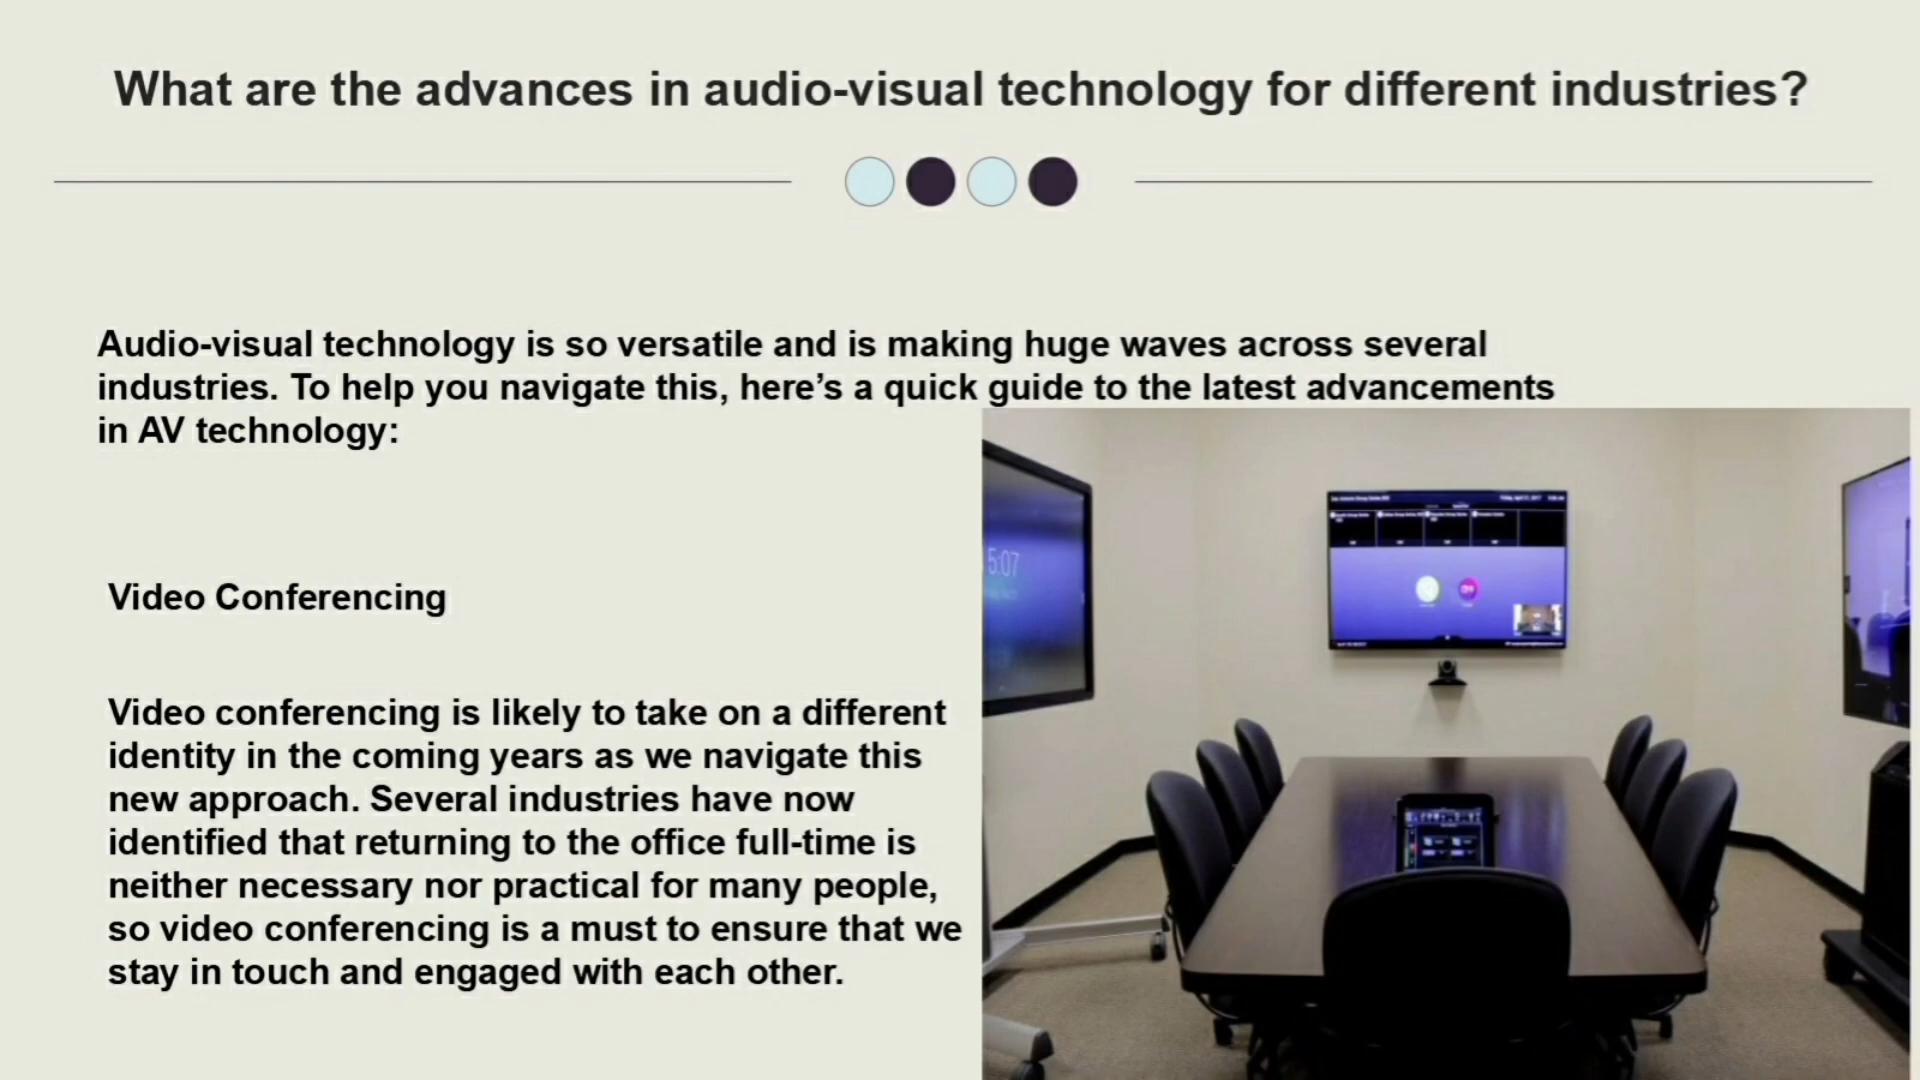 What are the advances in audio-visual technology for different industries?
Audio-visual technology is so versatile and is making huge waves across several
industries. To help you navigate this, here’s a quick guide to the latest advancements
in AV technology:
Video Conferencing
Video conferencing is likely to take on a different
identity in the coming years as we navigate this
new approach. Several industries have now
identified that returning to the office full-time is
neither necessary nor practical for many people,
so video conferencing is a must to ensure that we
stay in touch and engaged with each other.
5:07